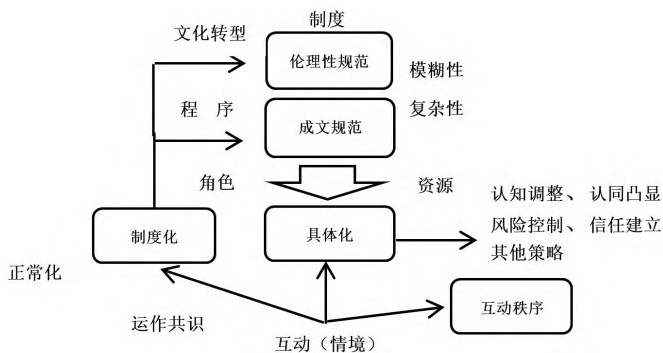 制度
文化转型
伦理性规范
模糊性
程 序
成文规范
复杂性
角色
资源
认知调整、认同凸显
风险控制、信任建立
其他策略
制度化
具体化
正常化
运作共识
互动秩序
互动（情境）